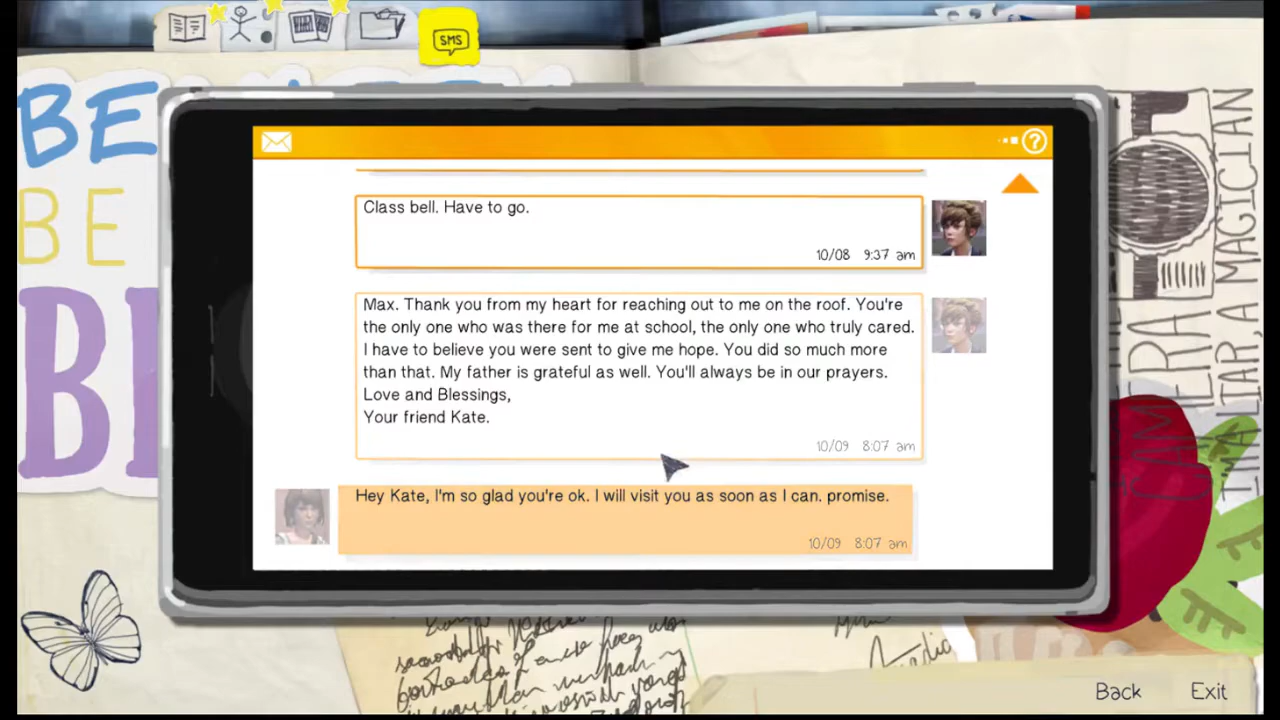 SMS
BE
BE
B
Class bell. Have to go.
10/08 9:37 am
Max. Thank you from my heart for reaching out to me on the roof. You're
the only one who was there for me at school, the only one who truly cared.
I have to believe you were sent to give me hope. You did so much more
than that. My father is grateful as well. You'll always be in our prayers.
Love and Blessings,
Your friend Kate.
10/09 8:07 am
Hey Kate, I'm so glad you're ok. I will visit you as soon as I can. promise.
10/09 8:07 am
?
CAMERA
LIAR, A MAGICIAN
Back
Exit